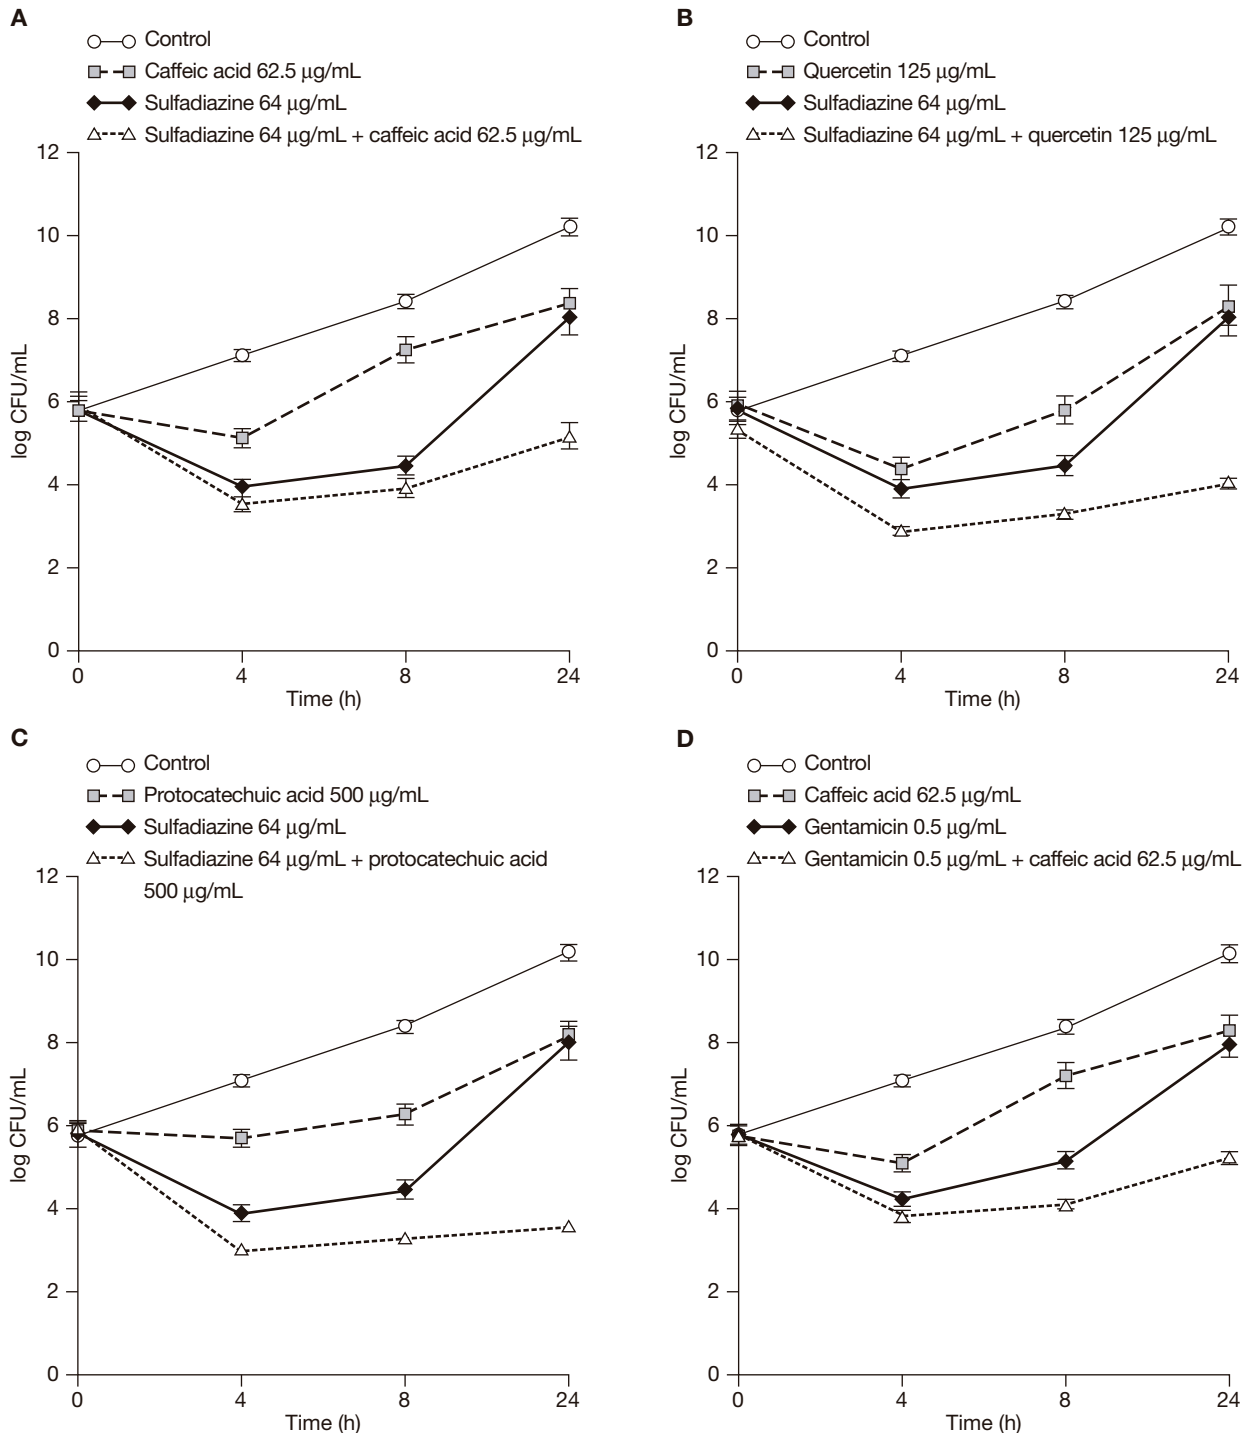 A
Control
Caffeic acid 62.5 µg/mL
Sulfadiazine 64 µg/mL
Sulfadiazine 64 µg/mL + caffeic acid 62.5 µg/mL
12
10
8
6
4
2
0
log CFU/mL
0 4 8 24
Time (h)
B
Control
Quercetin 125 µg/mL
Sulfadiazine 64 µg/mL
Sulfadiazine 64 µg/mL + quercetin 125 µg/mL
12
10
8
6
4
2
0
log CFU/mL
0 4 8 24
Time (h)
C
Control
Protocatechuic acid 500 µg/mL
Sulfadiazine 64 µg/mL
Sulfadiazine 64 µg/mL + protocatechuic acid
500 µg/mL
12
10
8
6
4
2
0
log CFU/mL
0 4 8 24
Time (h)
D
Control
Caffeic acid 62.5 µg/mL
Gentamicin 0.5 µg/mL
Gentamicin 0.5 µg/mL + caffeic acid 62.5 µg/mL
12
10
8
6
4
2
0
log CFU/mL
0 4 8 24
Time (h)